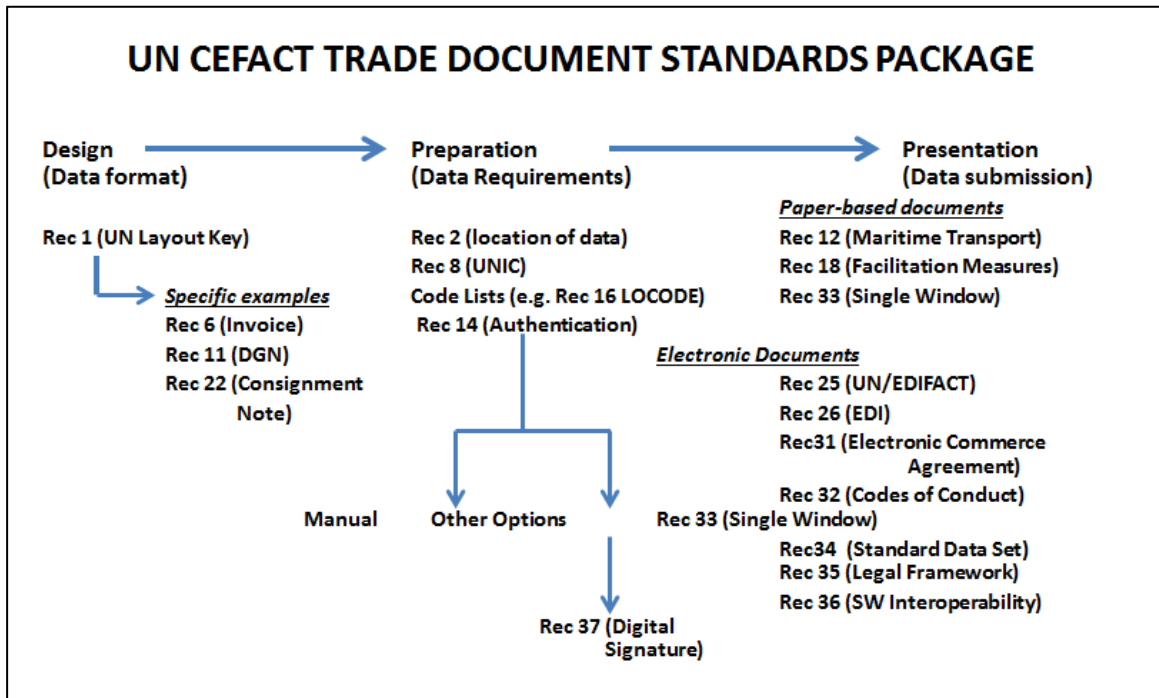 UN CEFACT TRADE DOCUMENT STANDARDS PACKAGE
Design
(Data format)
Preparation
(Data Requirements)
Presentation
(Data submission)
Rec 1 (UN Layout Key)
Specific examples
Rec 6 (Invoice)
Rec 11 (DGN)
Rec 22 (Consignment
Note)
Rec 2 (location of data)
Rec 8 (UNIC)
Code Lists (e.g. Rec 16 LOCODE)
Rec 14 (Authentication)
Manual
Other Options
Rec 37 (Digital
Signature)
Paper-based documents
Rec 12 (Maritime Transport)
Rec 18 (Facilitation Measures)
Rec 33 (Single Window)
Electronic Documents
Rec 25 (UN/EDIFACT)
Rec 26 (EDI)
Rec31 (Electronic Commerce
Agreement)
Rec 32 (Codes of Conduct)
Rec 33 (Single Window)
Rec34 (Standard Data Set)
Rec 35 (Legal Framework)
Rec 36 (SW Interoperability)